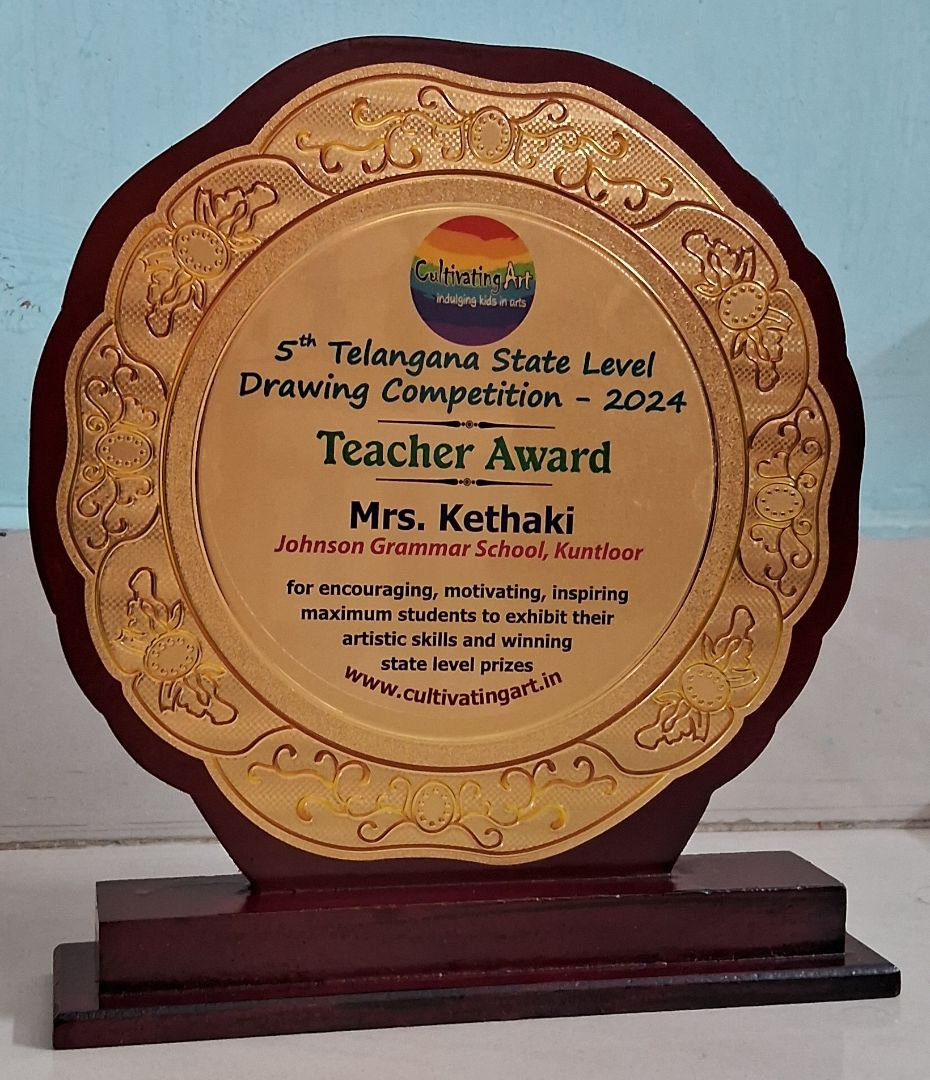 Cultivating Art
indulging kids in arts
5th Telangana State Level
Drawing Competition - 2024
Teacher Award
Mrs. Kethaki
Johnson Grammar School, Kuntloor
for encouraging, motivating, inspiring
maximum students to exhibit their
artistic skills and winning
state level prizes
www.cultivatingart.in